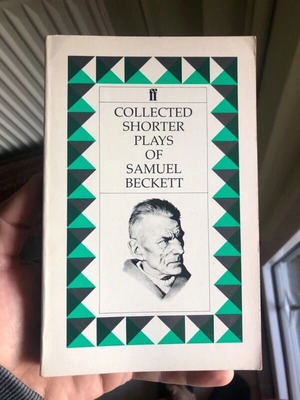 ff
COLLECTED
SHORTER
PLAYS
OF
SAMUEL
BECKETT